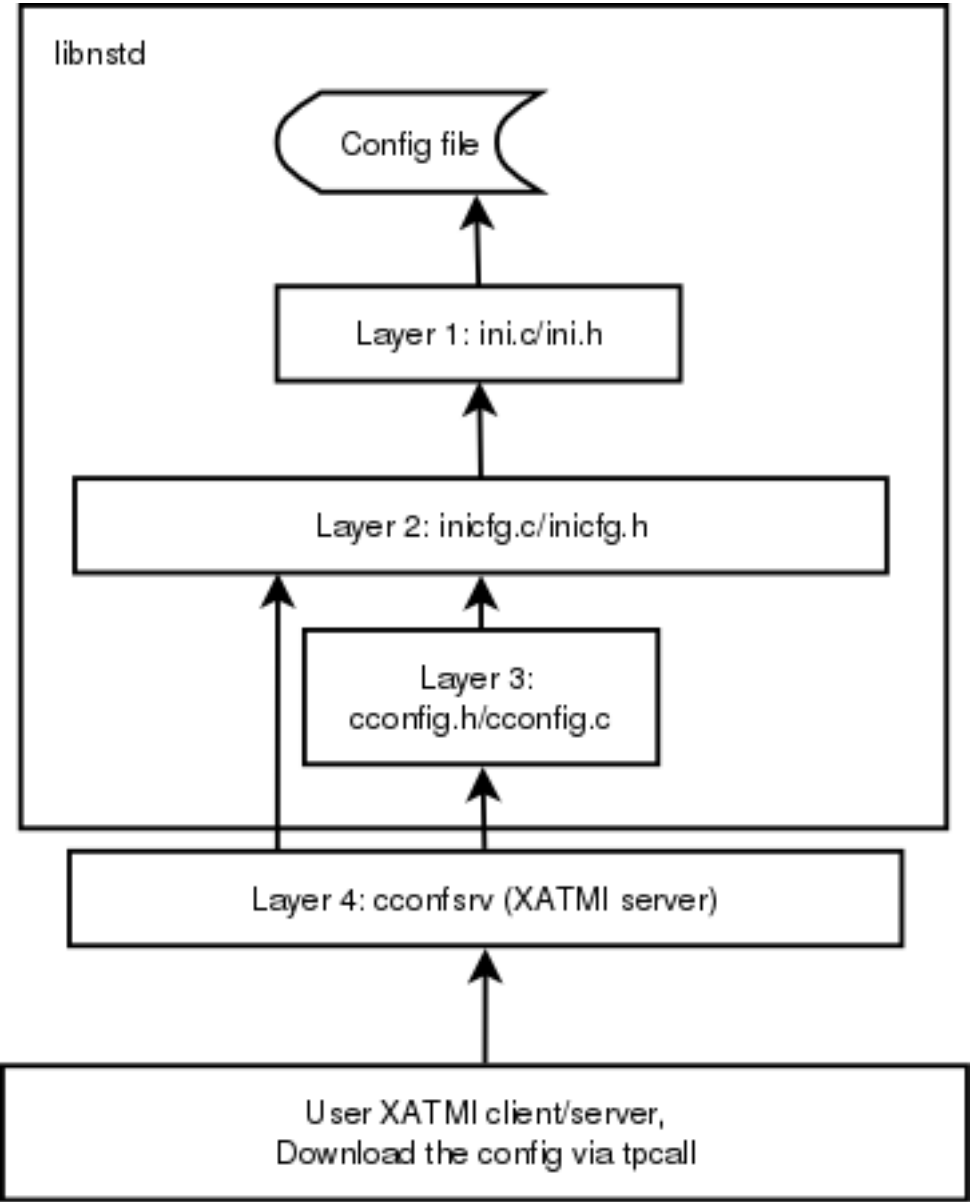 libnstd
Config file
Layer 1: ini.c/ini.h
Layer 2: inicfg.c/inicfg.h
Layer 3:
cconfig.h/cconfig.c
Layer 4: cconfsrv (XATMI server)
User XATMI client/server,
Download the config via tpcall